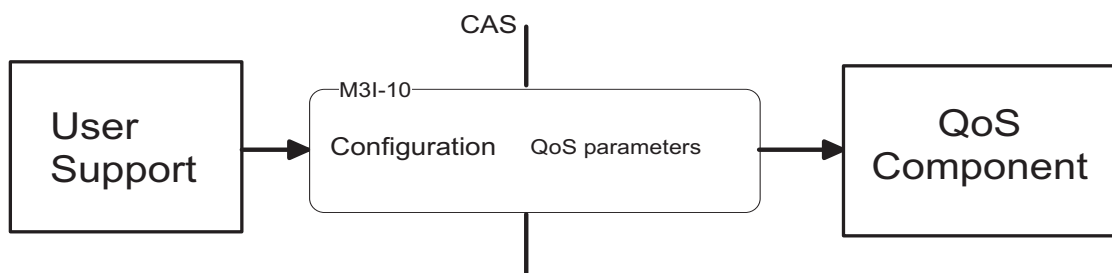 CAS
M3I-10
User
Support
Configuration QoS parameters
QoS
Component